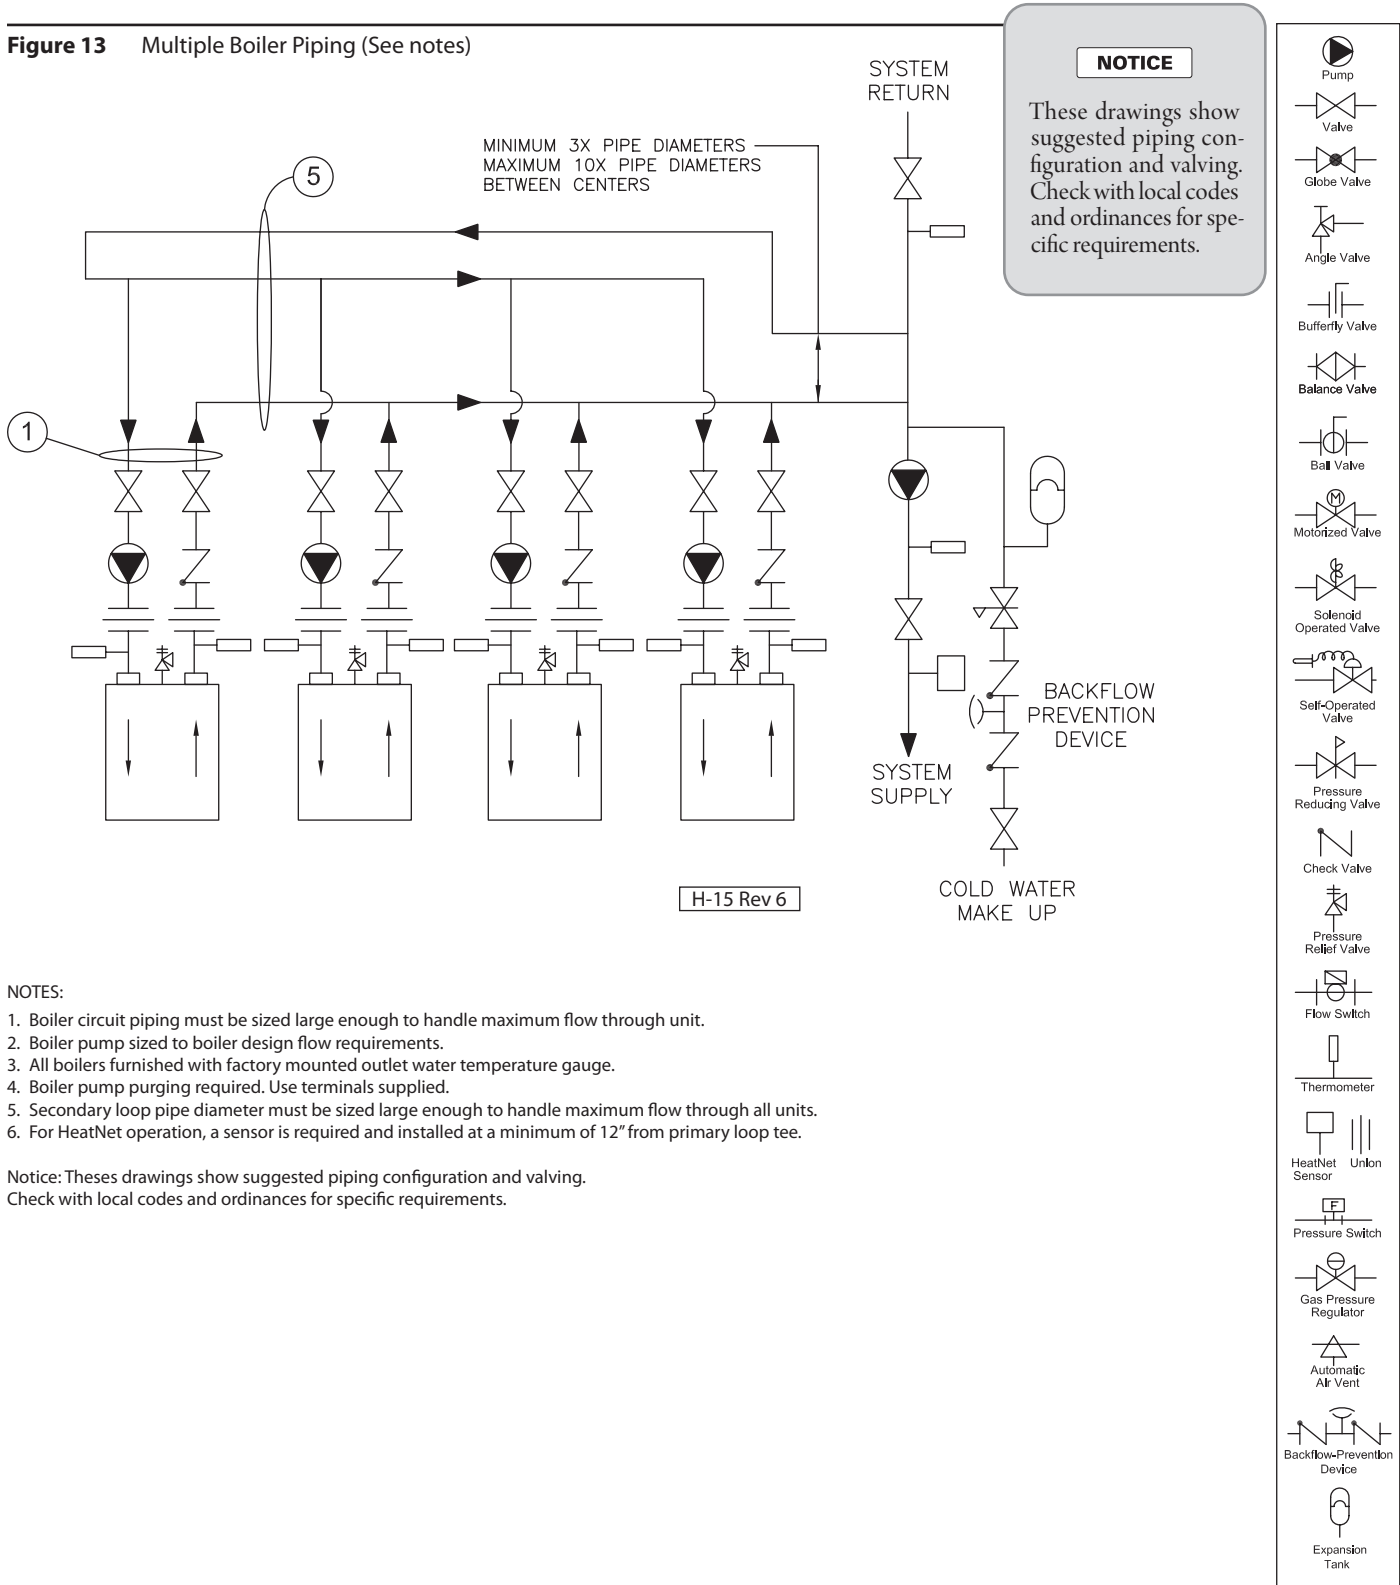 Figure 13 Multiple Boiler Piping (See notes)
SYSTEM
RETURN
MINIMUM 3X PIPE DIAMETERS
MAXIMUM 10X PIPE DIAMETERS
BETWEEN CENTERS
5
1
BACKFLOW
PREVENTION
DEVICE
SYSTEM
SUPPLY
COLD WATER
MAKE UP
H-15 Rev 6
NOTICE
These drawings show
suggested piping con-
figuration and valving.
Check with local codes
and ordinances for spe-
cific requirements.
NOTES:
1. Boiler circuit piping must be sized large enough to handle maximum flow through unit.
2. Boiler pump sized to boiler design flow requirements.
3. All boilers furnished with factory mounted outlet water temperature gauge.
4. Boiler pump purging required. Use terminals supplied.
5. Secondary loop pipe diameter must be sized large enough to handle maximum flow through all units.
6. For HeatNet operation, a sensor is required and installed at a minimum of 12” from primary loop tee.
Notice: Theses drawings show suggested piping configuration and valving.
Check with local codes and ordinances for specific requirements.
Pump
Valve
Globe Valve
Angle Valve
Bufferfly Valve
Balance Valve
Ball Valve
M
Motorized Valve
Solenoid
Operated Valve
Self-Operated
Valve
Pressure
Reducing Valve
Check Valve
Pressure
Relief Valve
Flow Switch
Thermometer
HeatNet
Sensor
Union
F
Pressure Switch
Gas Pressure
Regulator
Automatic
Air Vent
Backflow-Prevention
Device
Expansion
Tank